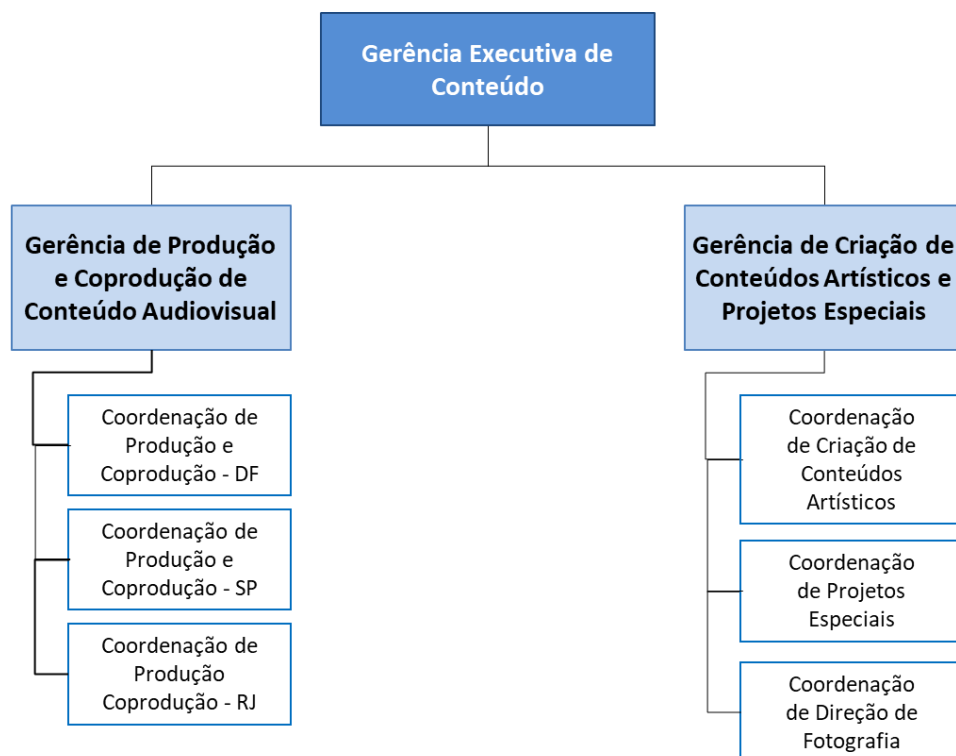 Gerência Executiva de
Conteúdo
Gerência de Produção
e Coprodução de
Conteúdo Audiovisual
Coordenação de
Produção e
Coprodução - DF
Coordenação de
Produção e
Coprodução - SP
Coordenação de
Produção
Coprodução - RJ
Gerência de Criação de
Conteúdos Artísticos e
Projetos Especiais
Coordenação
de Criação de
Conteúdos
Artísticos
Coordenação
de Projetos
Especiais
Coordenação
de Direção de
Fotografia